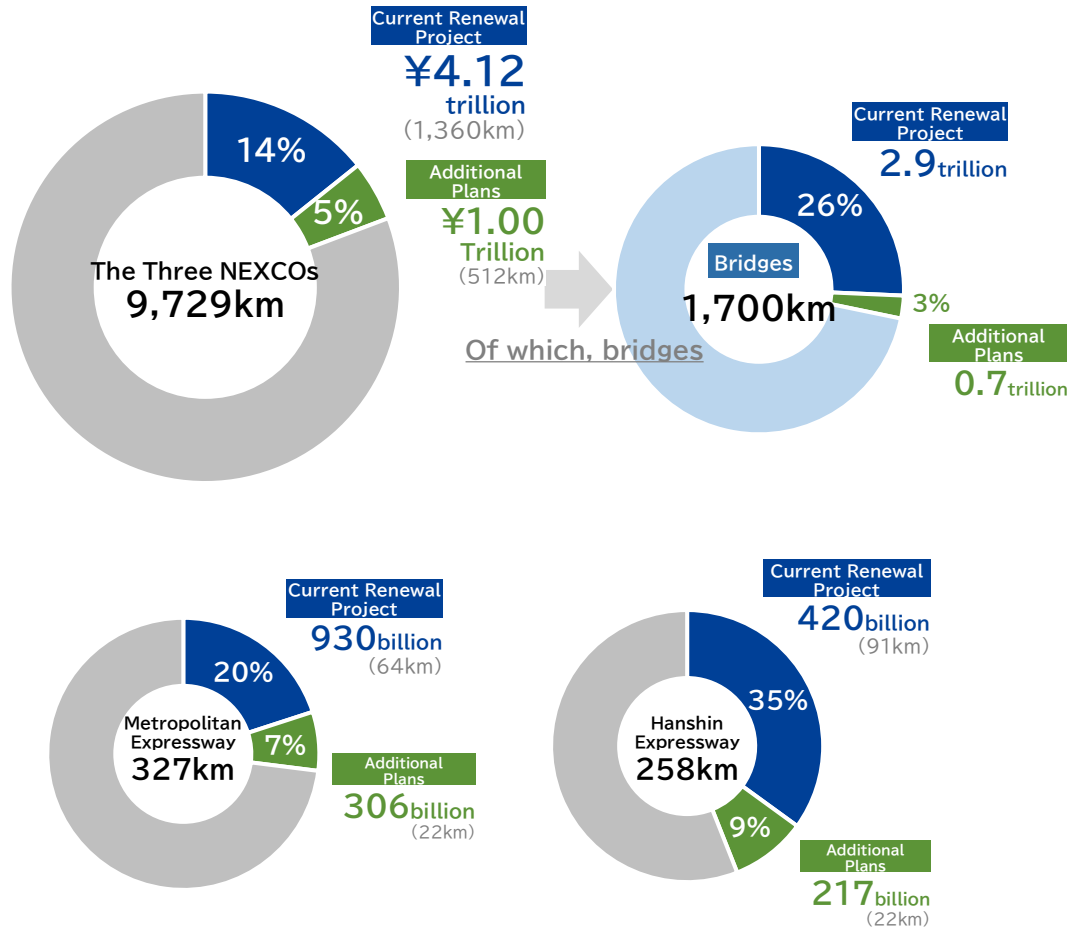 Current Renewal
Project
¥4.12
trillion
(1,360km)
14%
Additional
Plans
5%
¥1.00
Trillion
(512km)
The Three NEXCOs
9,729km
Of which, bridges
Current Renewal
Project
2.9trillion
26%
Bridges
1,700km
3%
Additional
Plans
0.7trillion
Current Renewal
Project
930billion
(64km)
20%
Metropolitan
Expressway
327km
7%
Additional
Plans
306billion
(22km)
Current Renewal
Project
420billion
(91km)
35%
Hanshin
Expressway
258km
9%
Additional
Plans
217billion
(22km)